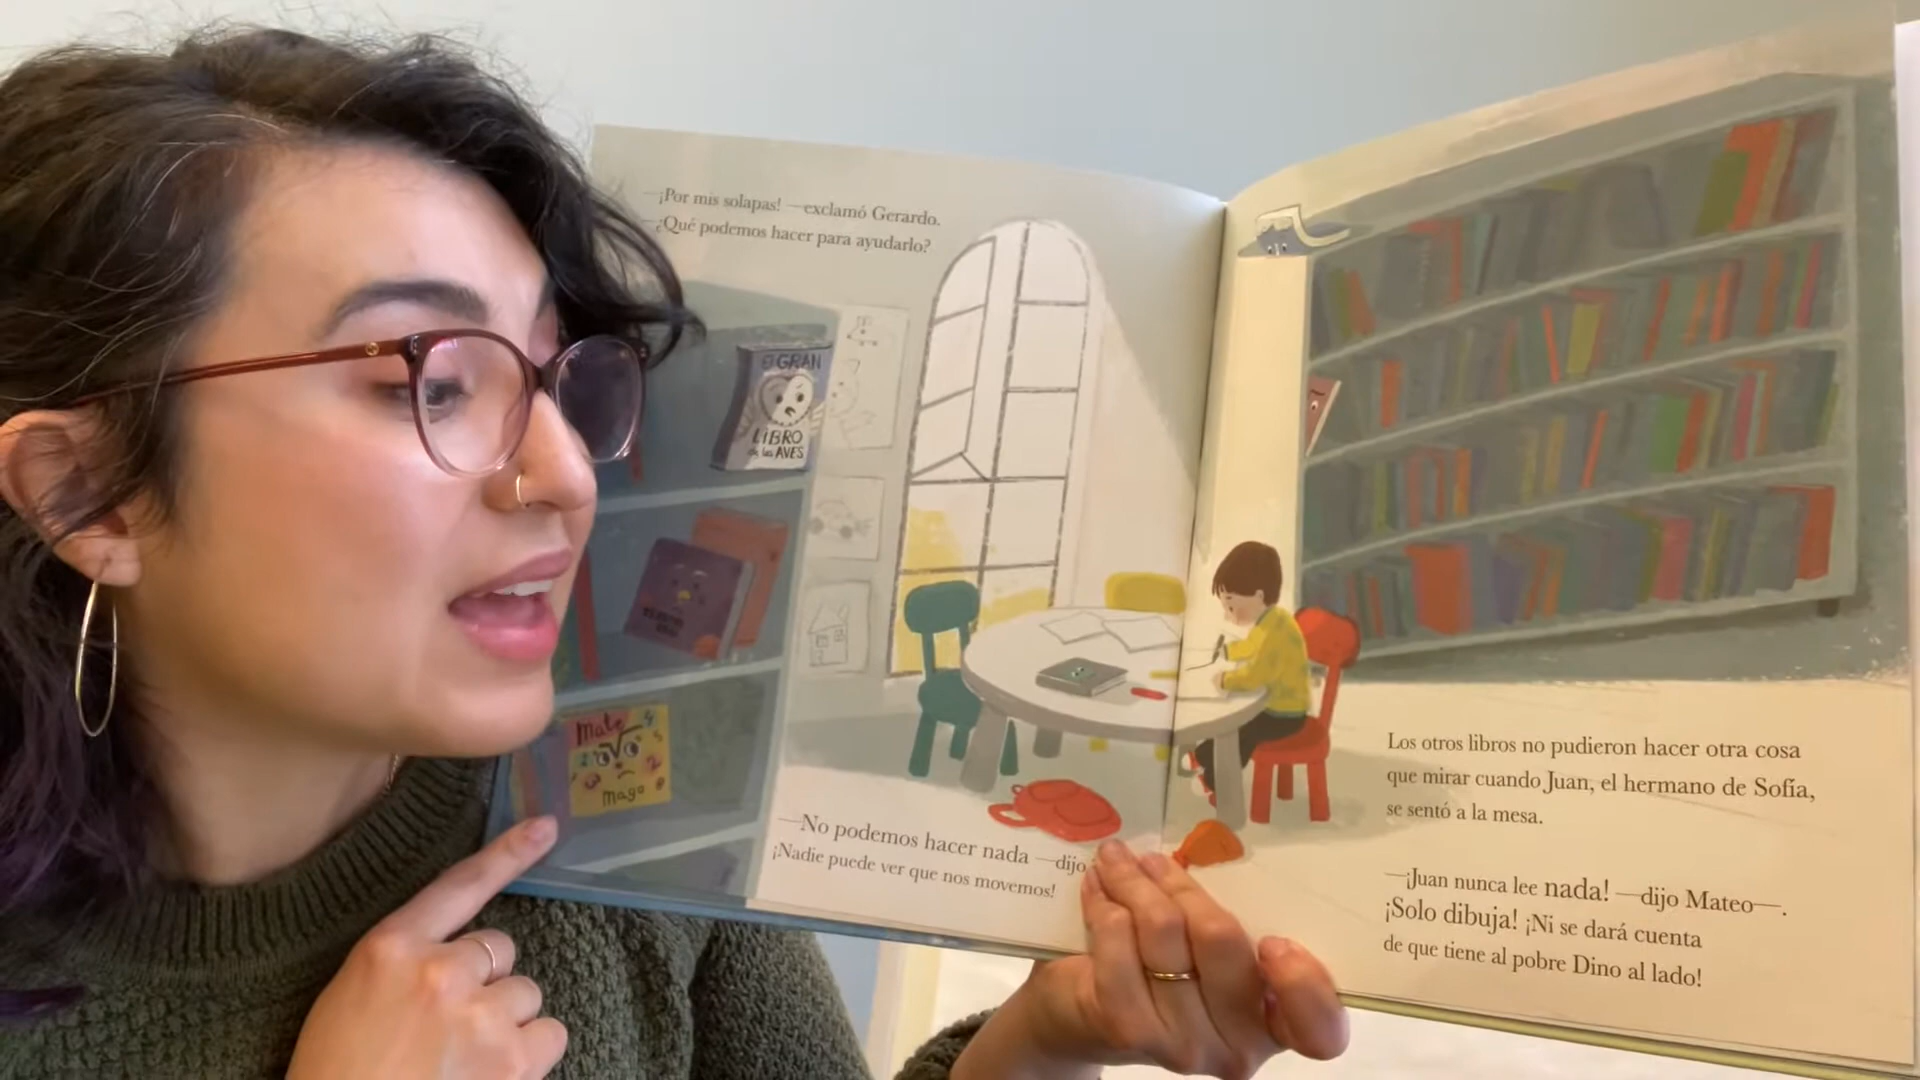 —¡Por mis solapas! —exclamó Gerardo.
—¿Qué podemos hacer para ayudarlo?
EL GRAN
LIBRO
de las AVES
Mate
Mago
—No podemos hacer nada —dijo
¡Nadie puede ver que nos movemos!
Los otros libros no pudieron hacer otra cosa
que mirar cuando Juan, el hermano de Sofía,
se sentó a la mesa.
—¡Juan nunca lee nada! —dijo Mateo—.
¡Solo dibuja! ¡Ni se dará cuenta
de que tiene al pobre Dino al lado!